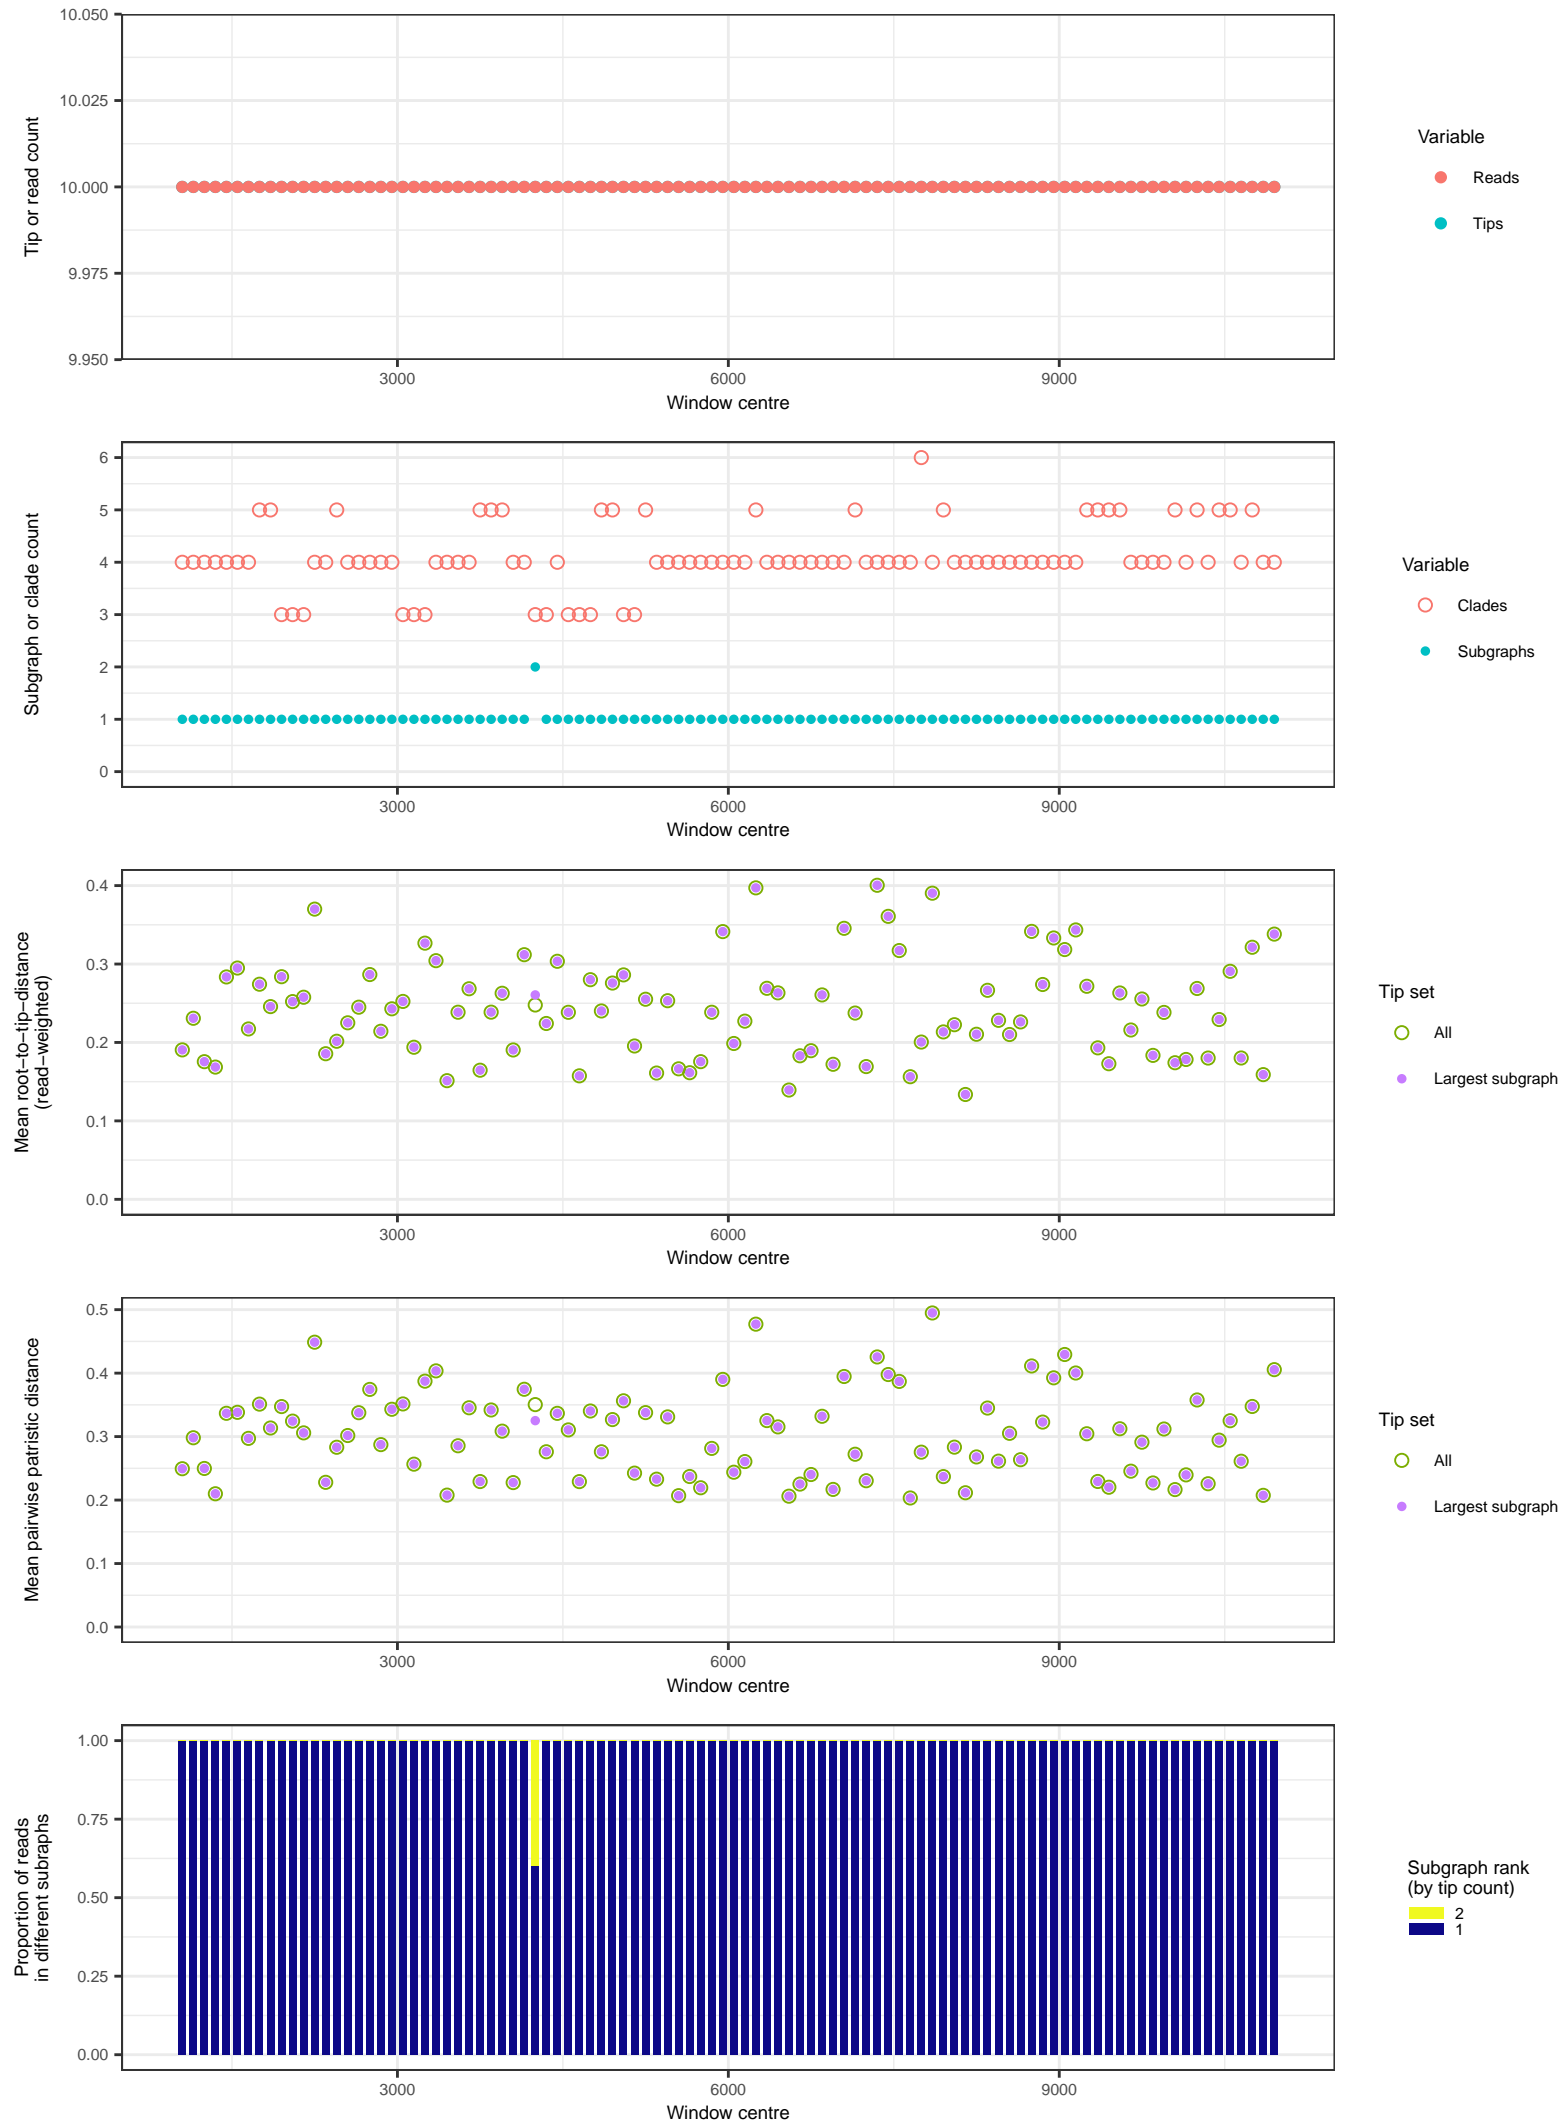 Tip or read count
10.050
10.025
10.000
9.975
9.950
3000 6000 9000
Window centre
Variable
Reads
Tips
Subgraph or clade count
6
5
4
3
2
1
0
3000 6000 9000
Window centre
Variable
Clades
Subgraphs
Mean root−to−tip−distance
(read−weighted)
0.4
0.3
0.2
0.1
0.0
3000 6000 9000
Window centre
Tip set
All
Largest subgraph
Mean pairwise patristic distance
0.5
0.4
0.3
0.2
0.1
0.0
3000 6000 9000
Window centre
Tip set
All
Largest subgraph
Proportion of reads
in different subraphs
1.00
0.75
0.50
0.25
0.00
3000 6000 9000
Window centre
Subgraph rank
(by tip count)
2
1